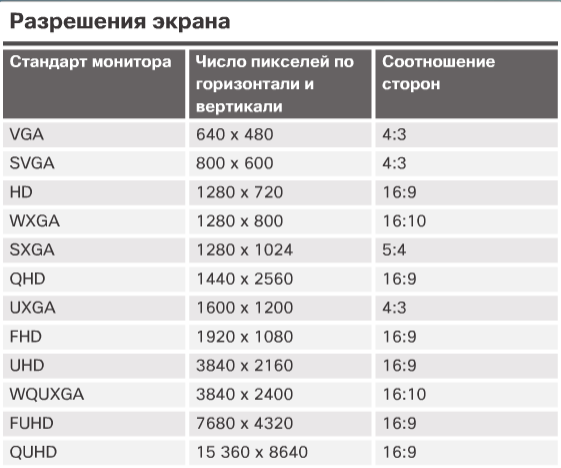 Разрешения экрана
Стандарт монитора Число пикселей по горизонтали и вертикали Соотношение сторон
VGA 640 x 480 4:3
SVGA 800 x 600 4:3
HD 1280 x 720 16:9
WXGA 1280 x 800 16:10
SXGA 1280 x 1024 5:4
QHD 1440 x 2560 16:9
UXGA 1600 x 1200 4:3
FHD 1920 x 1080 16:9
UHD 3840 x 2160 16:9
WQUXGA 3840 x 2400 16:10
FUHD 7680 x 4320 16:9
QUHD 15 360 x 8640 16:9